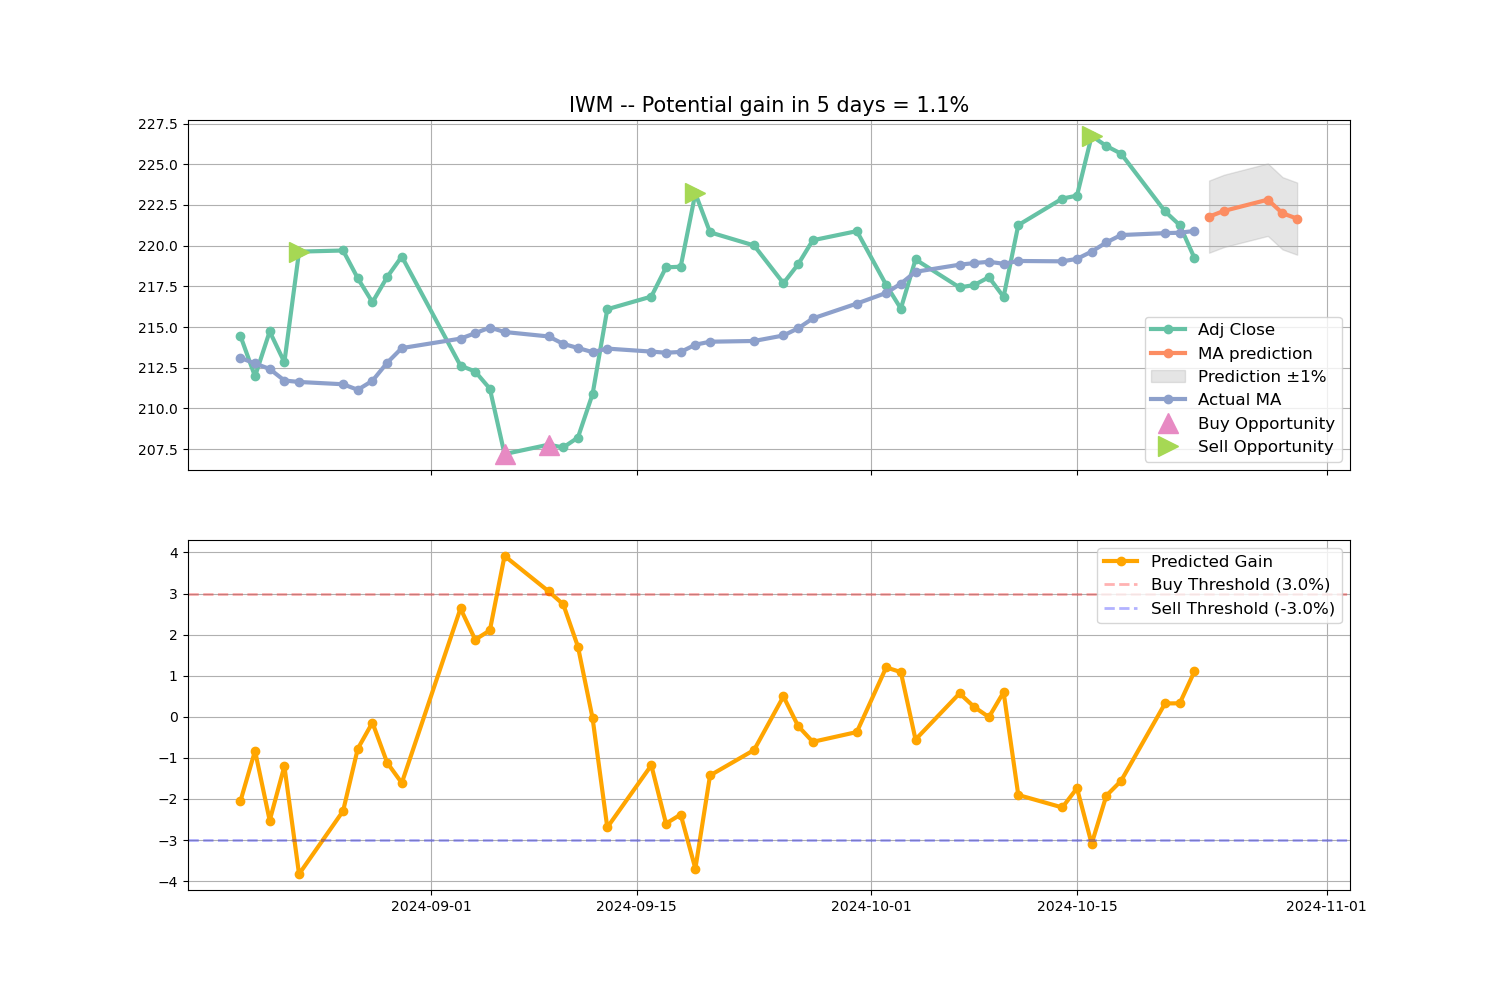 IWM -- Potential gain in 5 days = 1.1%
227.5
225.0
222.5
220.0
217.5
215.0
212.5
210.0
207.5
Adj Close
MA prediction
Prediction ±1%
Actual MA
Buy Opportunity
Sell Opportunity
4
3
2
1
0
−1
−2
−3
−4
Predicted Gain
Buy Threshold (3.0%)
Sell Threshold (-3.0%)
2024-09-01
2024-09-15
2024-10-01
2024-10-15
2024-11-01